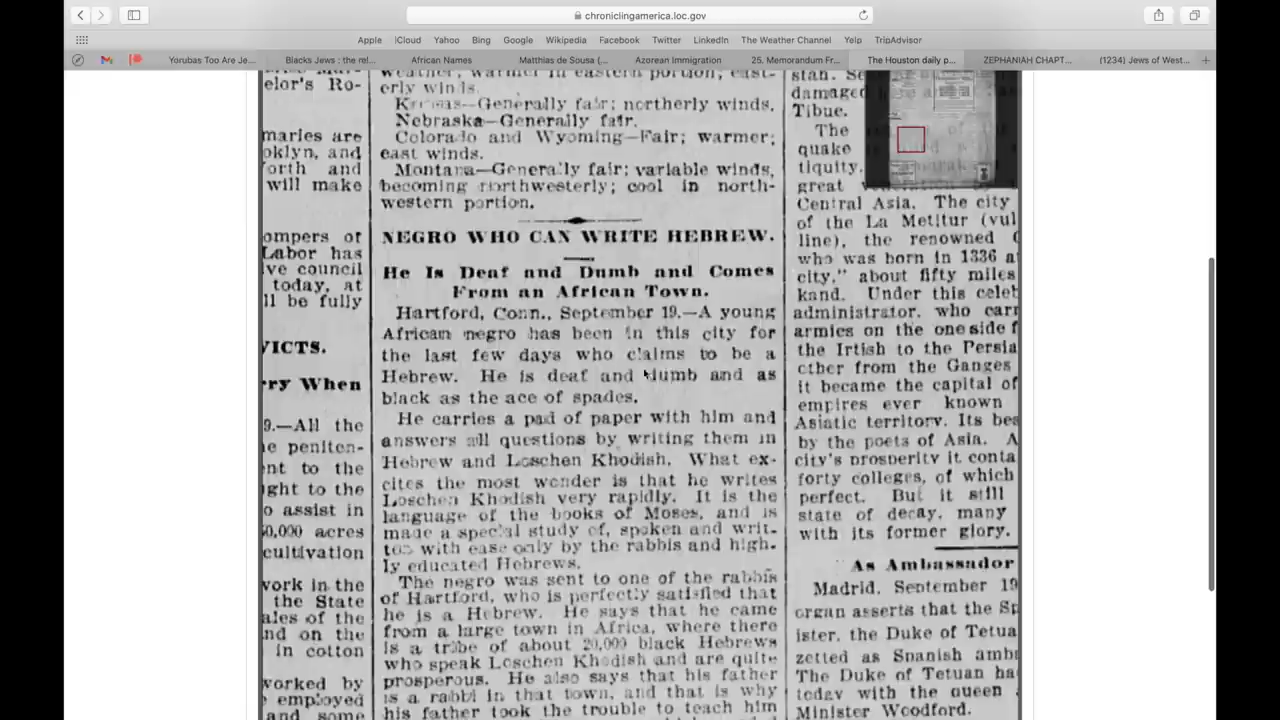 chroniclingamerica.loc.gov
Apple iCloud Yahoo Bing Google Wikipedia Facebook Twitter LinkedIn The Weather Channel Yelp TripAdvisor
Yorubas Too Are Je... Blacks Jews : the rel... African Names Matthias de Sousa (... Azorean Immigration 25. Memorandum Fr... The Houston daily p... ZEPHANIAH CHAPT... (1234) Jews of West...
elor's Ro-
maries are
oklyn, and
orth and
will make
ompers of
Labor has
ve council
today, at
ll be fully
VICTS.
rry When
9.—All the
e peniten-
nt to the
ght to the
o assist in
0,000 acres
cultivation
work in the
the State
ales of the
nd on the
in cotton
worked by
e employed
and some
weather; warmer in eastern portion; east-
erly winds.
Kansas—Generally fair; northerly winds.
Nebraska—Generally fair.
Colorado and Wyoming—Fair; warmer;
east winds.
Montana—Generally fair; variable winds,
becoming northwesterly; cool in north-
western portion.
NEGRO WHO CAN WRITE HEBREW.
He Is Deaf and Dumb and Comes
From an African Town.
Hartford, Conn., September 19.—A young
African negro has been in this city for
the last few days who claims to be a
Hebrew. He is deaf and dumb and as
black as the ace of spades.
He carries a pad of paper with him and
answers all questions by writing them in
Hebrew and Loschen Khodish. What ex-
cites the most wonder is that he writes
Loschen Khodish very rapidly. It is the
language of the books of Moses, and is
made a special study of, spoken and writ-
ten with ease only by the rabbis and high-
ly educated Hebrews.
The negro was sent to one of the rabbis
of Hartford, who is perfectly satisfied that
he is a Hebrew. He says that he came
from a large town in Africa, where there
is a tribe of about 20,000 black Hebrews
who speak Loschen Khodish and are quite
prosperous. He also says that his father
is a rabbi in that town, and that is why
his father took the trouble to teach him
stan. Se
damaged
Tibue.
The
quake
tiquity.
great
Central Asia. The city
of the La Metitur (vul
line), the renowned
who was born in 1336 a
city," about fifty miles
kand. Under this celeb
administrator, who carr
armies on the one side f
the Irtish to the Persia
other from the Ganges
it became the capital of
empires ever known
Asiatic territory. Its bea
by the poets of Asia. A
city's prosperity it conta
forty colleges, of which
perfect. But it still
state of decay, many
with its former glory.
As Ambassador
Madrid, September 19
organ asserts that the Sp
ister, the Duke of Tetua
zetted as Spanish amb
The Duke of Tetuan ha
today with the queen
Minister Woodford.